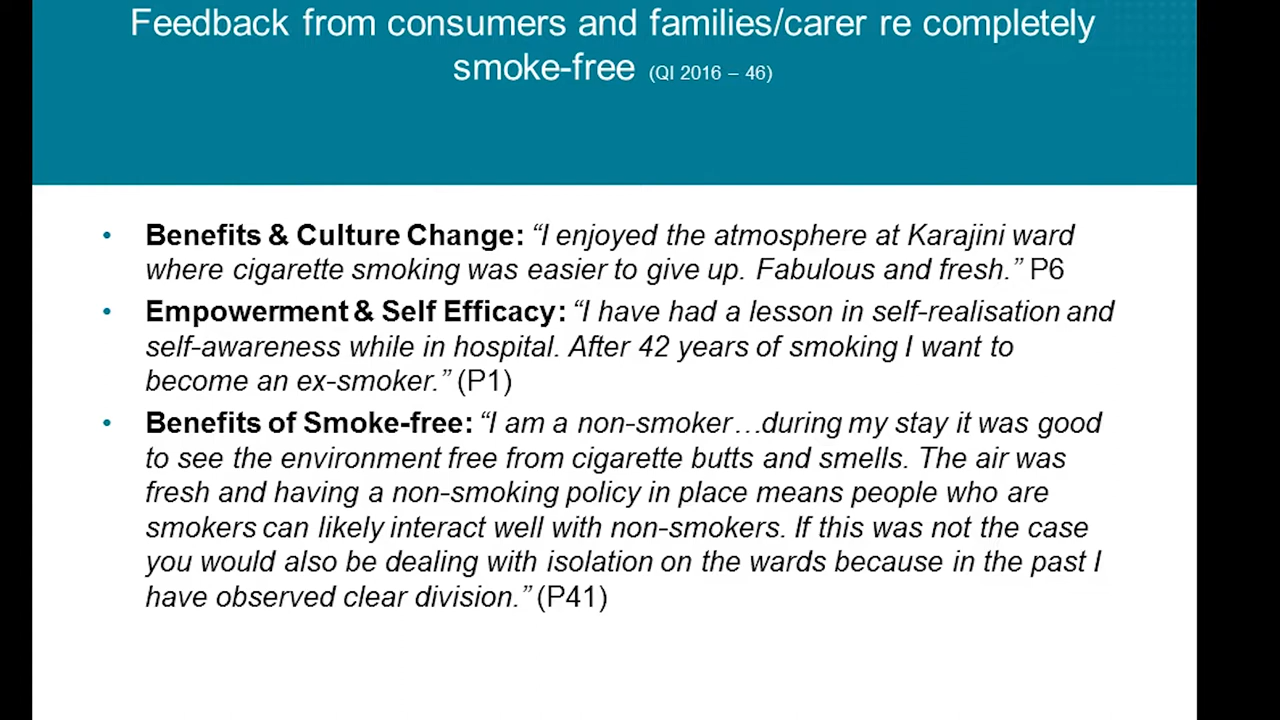 Feedback from consumers and families/carer re completely
smoke-free (QI 2016 – 46)
• Benefits & Culture Change: “I enjoyed the atmosphere at Karajini ward
where cigarette smoking was easier to give up. Fabulous and fresh.” P6
• Empowerment & Self Efficacy: “I have had a lesson in self-realisation and
self-awareness while in hospital. After 42 years of smoking I want to
become an ex-smoker.” (P1)
• Benefits of Smoke-free: “I am a non-smoker…during my stay it was good
to see the environment free from cigarette butts and smells. The air was
fresh and having a non-smoking policy in place means people who are
smokers can likely interact well with non-smokers. If this was not the case
you would also be dealing with isolation on the wards because in the past I
have observed clear division.” (P41)